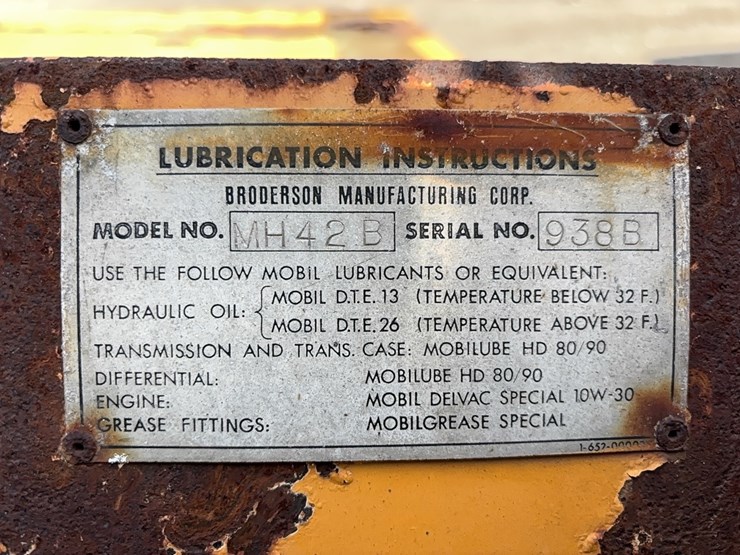 LUBRICATION INSTRUCTIONS
BRODERSON MANUFACTURING CORP.
MODEL NO. MH42B SERIAL NO. 938B
USE THE FOLLOW MOBIL LUBRICANTS OR EQUIVALENT:
HYDRAULIC OIL: { MOBIL D.T.E. 13 (TEMPERATURE BELOW 32 F.)
MOBIL D.T.E. 26 (TEMPERATURE ABOVE 32 F.)
TRANSMISSION AND TRANS. CASE: MOBILUBE HD 80/90
DIFFERENTIAL: MOBILUBE HD 80/90
ENGINE: MOBIL DELVAC SPECIAL 10W-30
GREASE FITTINGS: MOBILGREASE SPECIAL